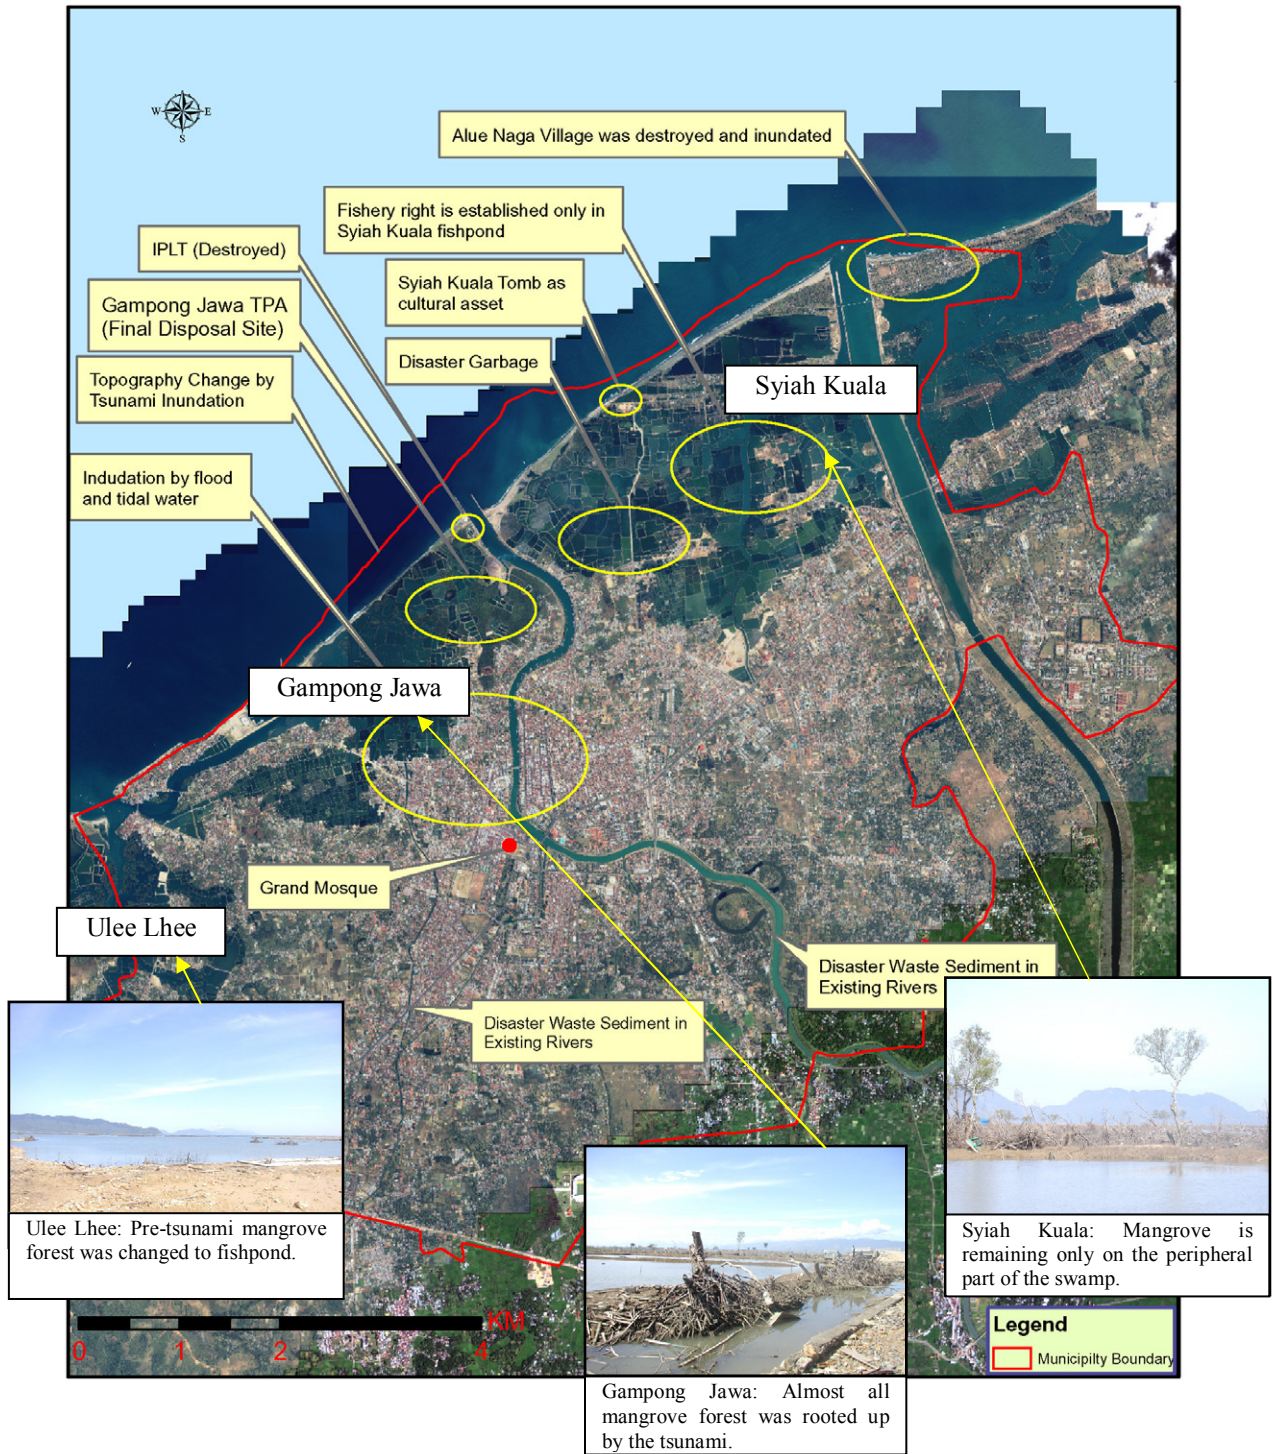 W
E
S
Alue Naga Village was destroyed and inundated
Fishery right is established only in
Syiah Kuala fishpond
IPLT (Destroyed)
Syiah Kuala Tomb as
cultural asset
Gampong Jawa TPA
(Final Disposal Site)
Disaster Garbage
Topography Change by
Tsunami Inundation
Syiah Kuala
Indudation by flood
and tidal water
Gampong Jawa
Grand Mosque
Ulee Lhee
Disaster Waste Sediment in
Existing Rivers
Disaster Waste Sediment in
Existing Rivers
Ulee Lhee: Pre-tsunami mangrove
forest was changed to fishpond.
Syiah Kuala: Mangrove is
remaining only on the peripheral
part of the swamp.
KM
0 1 2 4
Legend
Municipilty Boundary
Gampong Jawa: Almost all
mangrove forest was rooted up
by the tsunami.